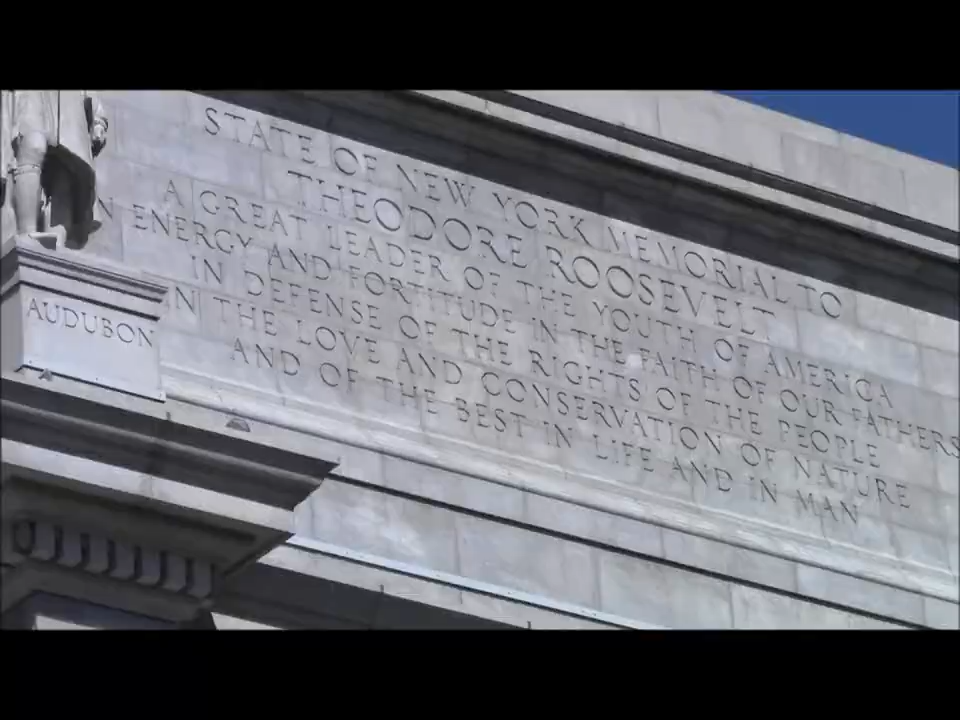 STATE OF NEW YORK MEMORIAL TO
THEODORE ROOSEVELT
A GREAT LEADER OF THE YOUTH OF AMERICA
N ENERGY AND FORTITUDE IN THE FAITH OF OUR FATHERS
IN DEFENSE OF THE RIGHTS OF THE PEOPLE
IN THE LOVE AND CONSERVATION OF NATURE
AND OF THE BEST IN LIFE AND IN MAN
AUDUBON